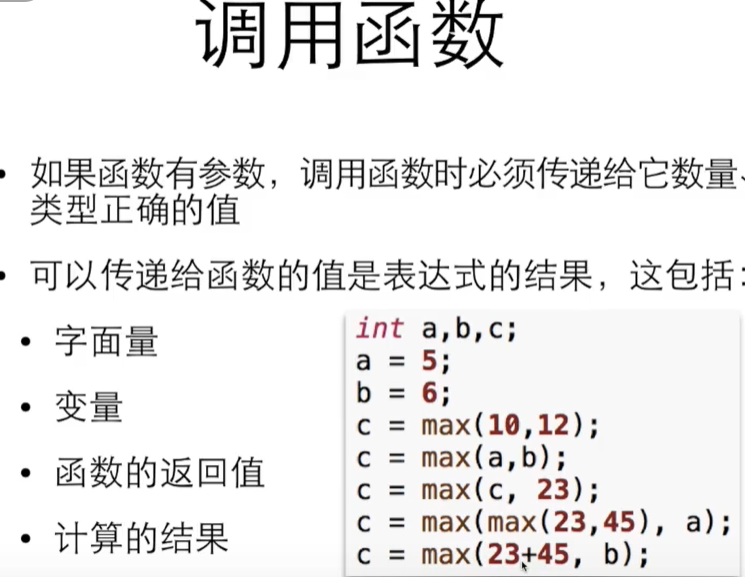 调用函数
• 如果函数有参数，调用函数时必须传递给它数量、
类型正确的值
• 可以传递给函数的值是表达式的结果，这包括：
• 字面量
• 变量
• 函数的返回值
• 计算的结果
int a,b,c;
a = 5;
b = 6;
c = max(10,12);
c = max(a,b);
c = max(c, 23);
c = max(max(23,45), a);
c = max(23+45, b);